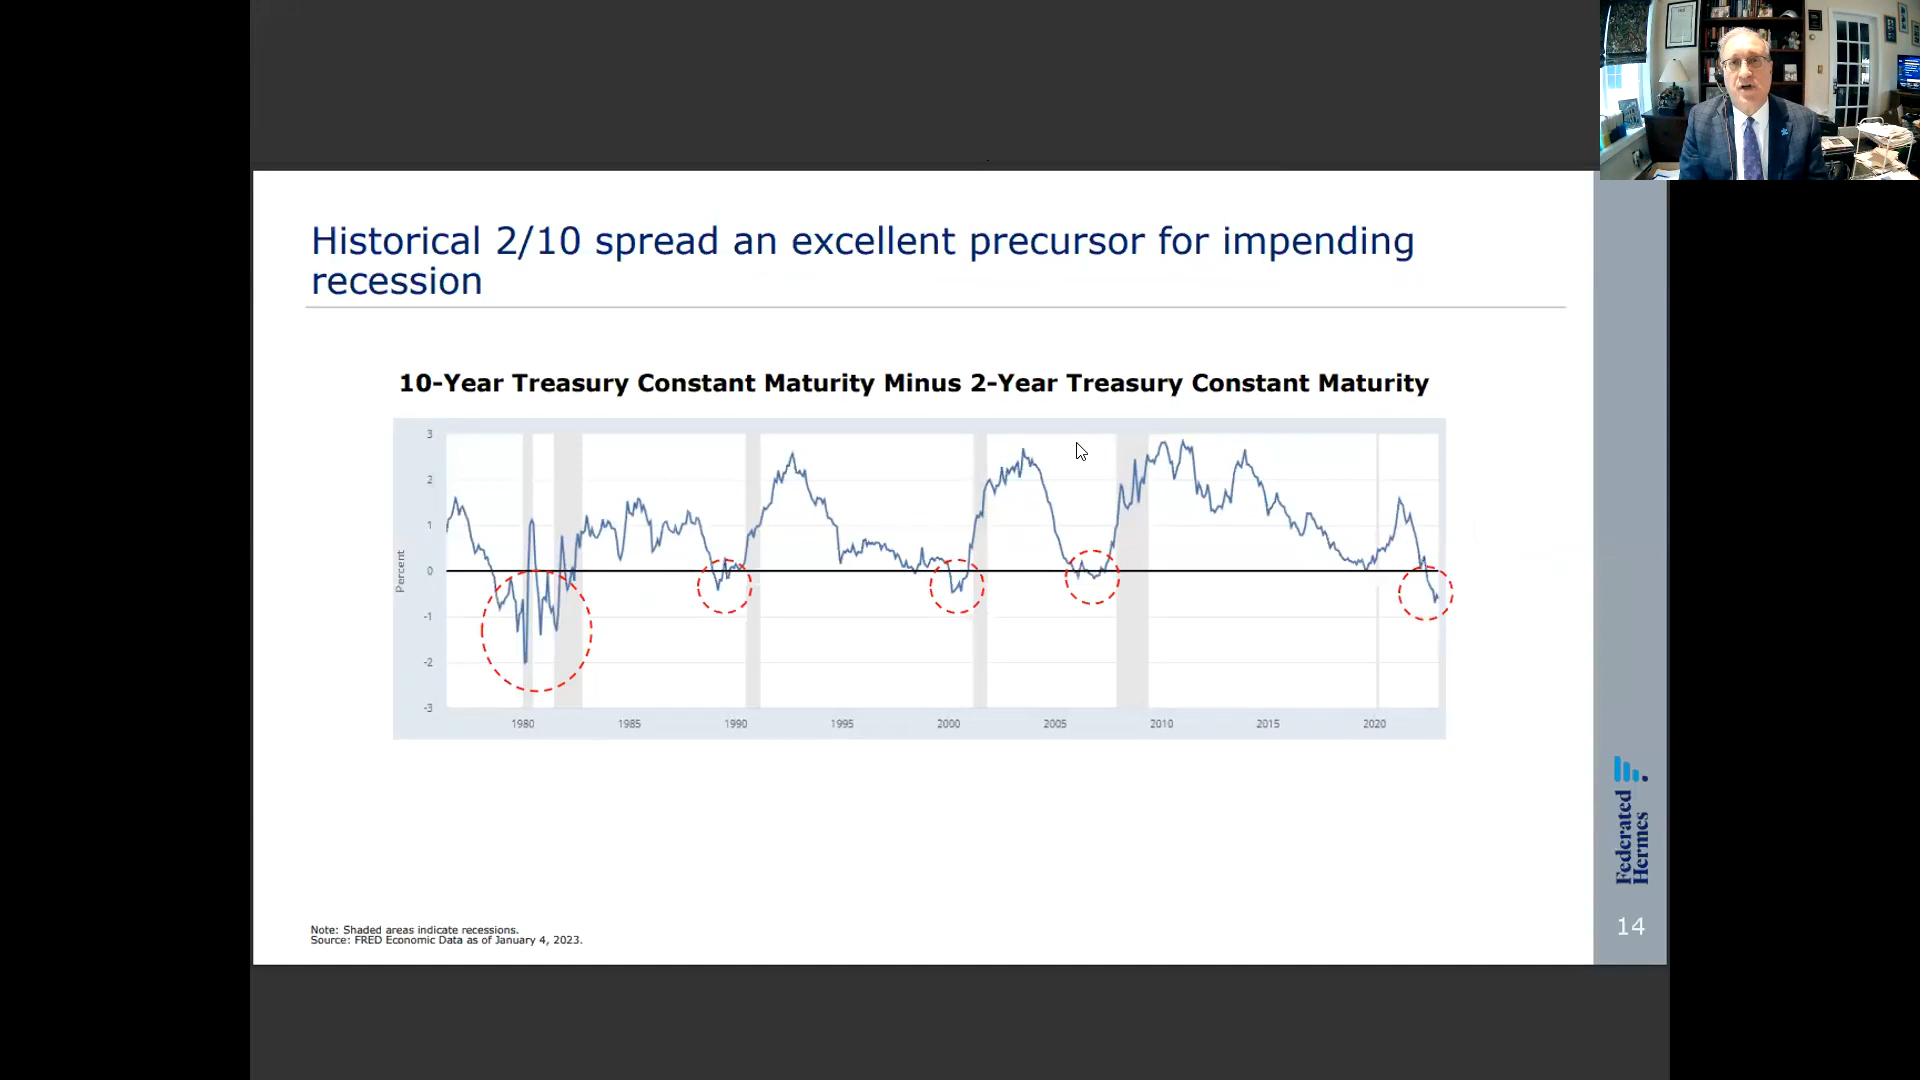 Historical 2/10 spread an excellent precursor for impending
recession
10-Year Treasury Constant Maturity Minus 2-Year Treasury Constant Maturity
3
2
1
0
-1
-2
-3
Percent
1980 1985 1990 1995 2000 2005 2010 2015 2020
Note: Shaded areas indicate recessions.
Source: FRED Economic Data as of January 4, 2023.
Federated
Hermes
14